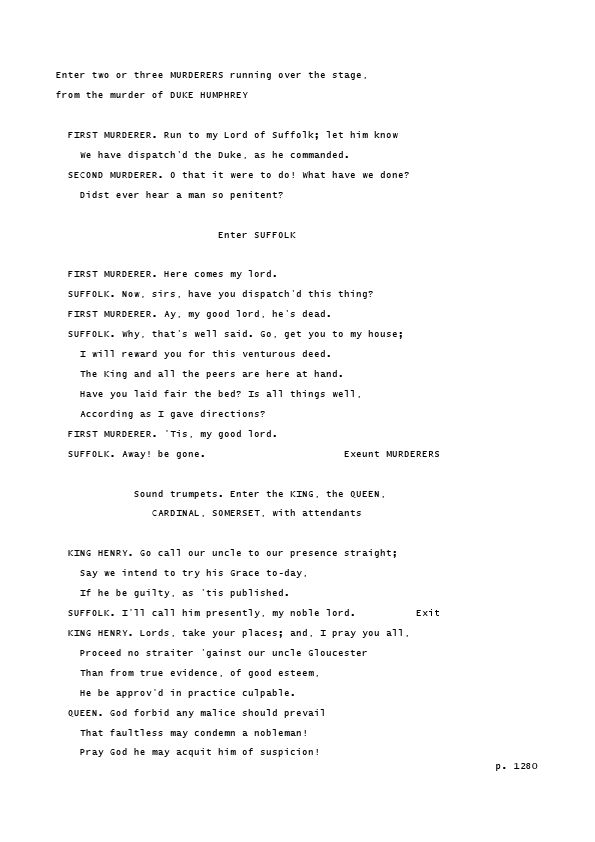 Enter two or three MURDERERS running over the stage,
from the murder of DUKE HUMPHREY
FIRST MURDERER. Run to my Lord of Suffolk; let him know
We have dispatch'd the Duke, as he commanded.
SECOND MURDERER. O that it were to do! What have we done?
Didst ever hear a man so penitent?
Enter SUFFOLK
FIRST MURDERER. Here comes my lord.
SUFFOLK. Now, sirs, have you dispatch'd this thing?
FIRST MURDERER. Ay, my good lord, he's dead.
SUFFOLK. Why, that's well said. Go, get you to my house;
I will reward you for this venturous deed.
The King and all the peers are here at hand.
Have you laid fair the bed? Is all things well,
According as I gave directions?
FIRST MURDERER. 'Tis, my good lord.
SUFFOLK. Away! be gone. Exeunt MURDERERS
Sound trumpets. Enter the KING, the QUEEN,
CARDINAL, SOMERSET, with attendants
KING HENRY. Go call our uncle to our presence straight;
Say we intend to try his Grace to-day,
If he be guilty, as 'tis published.
SUFFOLK. I'll call him presently, my noble lord. Exit
KING HENRY. Lords, take your places; and, I pray you all,
Proceed no straiter 'gainst our uncle Gloucester
Than from true evidence, of good esteem,
He be approv'd in practice culpable.
QUEEN. God forbid any malice should prevail
That faultless may condemn a nobleman!
Pray God he may acquit him of suspicion!
p. 1280